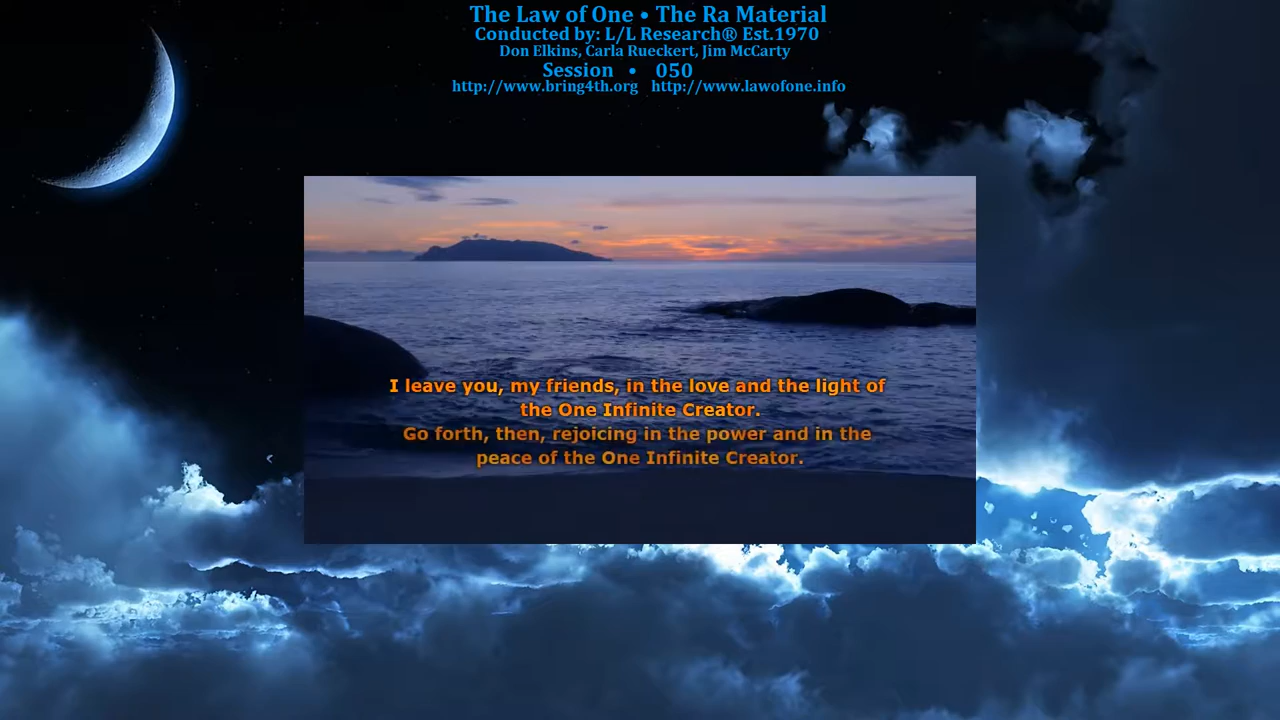 The Law of One • The Ra Material
Conducted by: L/L Research® Est.1970
Don Elkins, Carla Rueckert, Jim McCarty
Session • 050
http://www.bring4th.org http://www.lawofone.info
I leave you, my friends, in the love and the light of
the One Infinite Creator.
Go forth, then, rejoicing in the power and in the
peace of the One Infinite Creator.